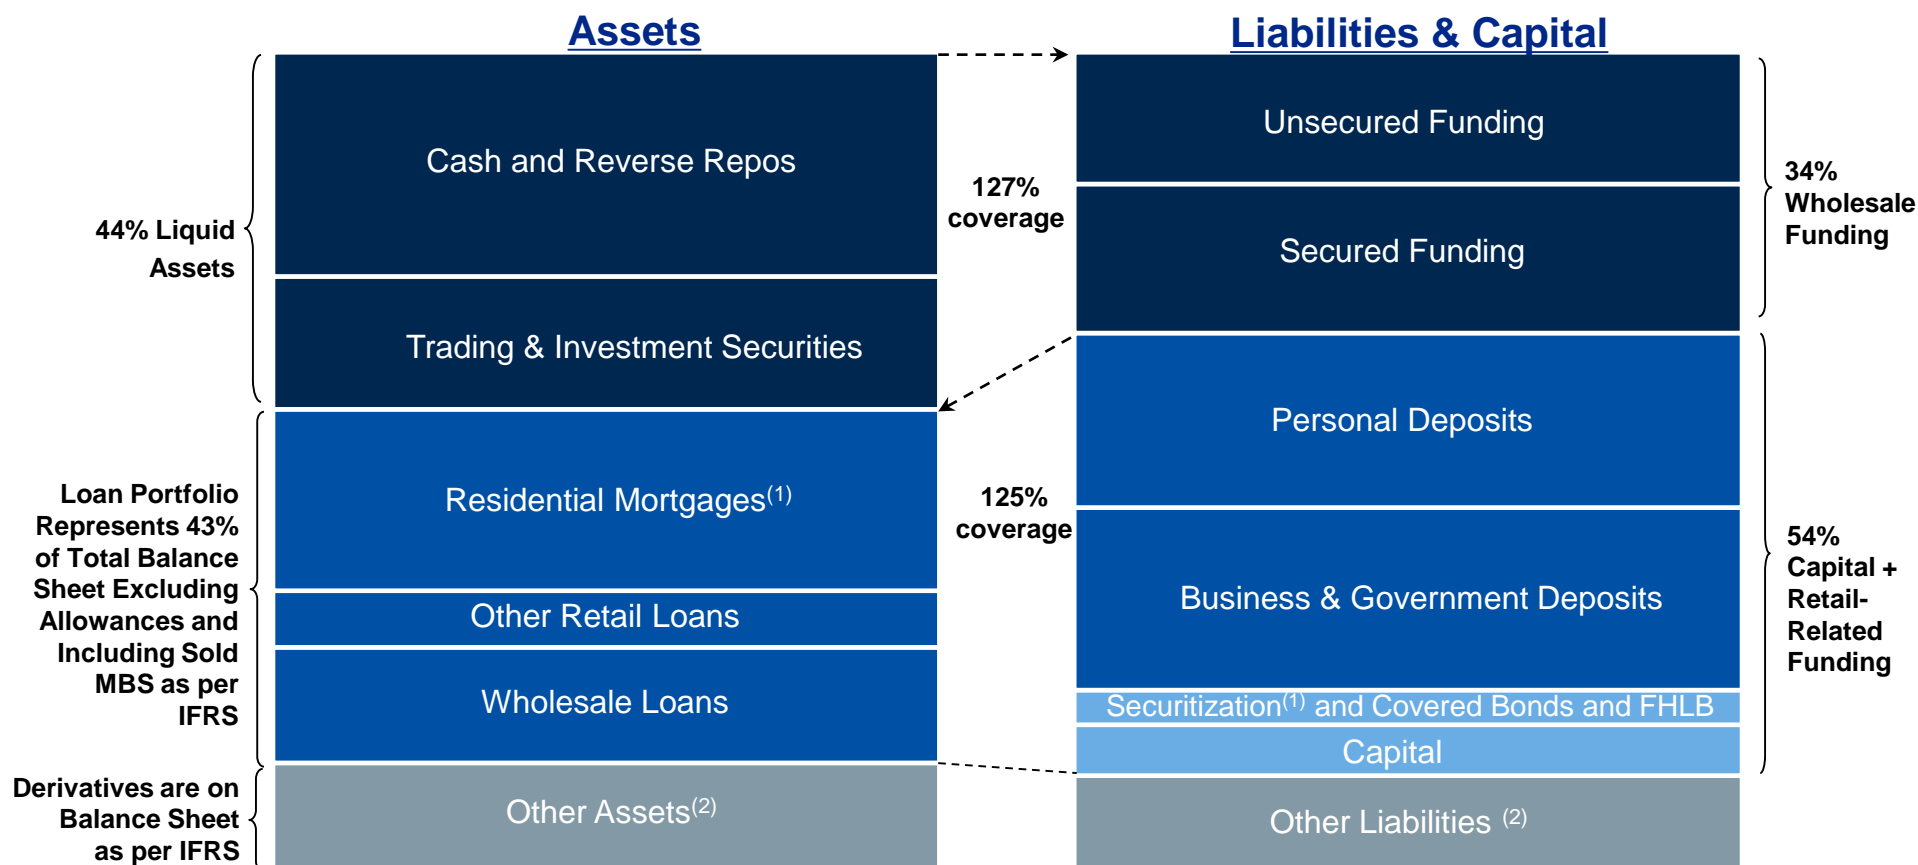 Assets
Liabilities & Capital
44% Liquid
Assets
Loan Portfolio
Represents 43%
of Total Balance
Sheet Excluding
Allowances and
Including Sold
MBS as per
IFRS
Derivatives are on
Balance Sheet
as per IFRS
Cash and Reverse Repos
Trading & Investment Securities
Residential Mortgages(1)
Other Retail Loans
Wholesale Loans
Other Assets(2)
127%
coverage
125%
coverage
Unsecured Funding
Secured Funding
Personal Deposits
Business & Government Deposits
Securitization(1) and Covered Bonds and FHLB
Capital
Other Liabilities (2)
34%
Wholesale
Funding
54%
Capital +
Retail-
Related
Funding